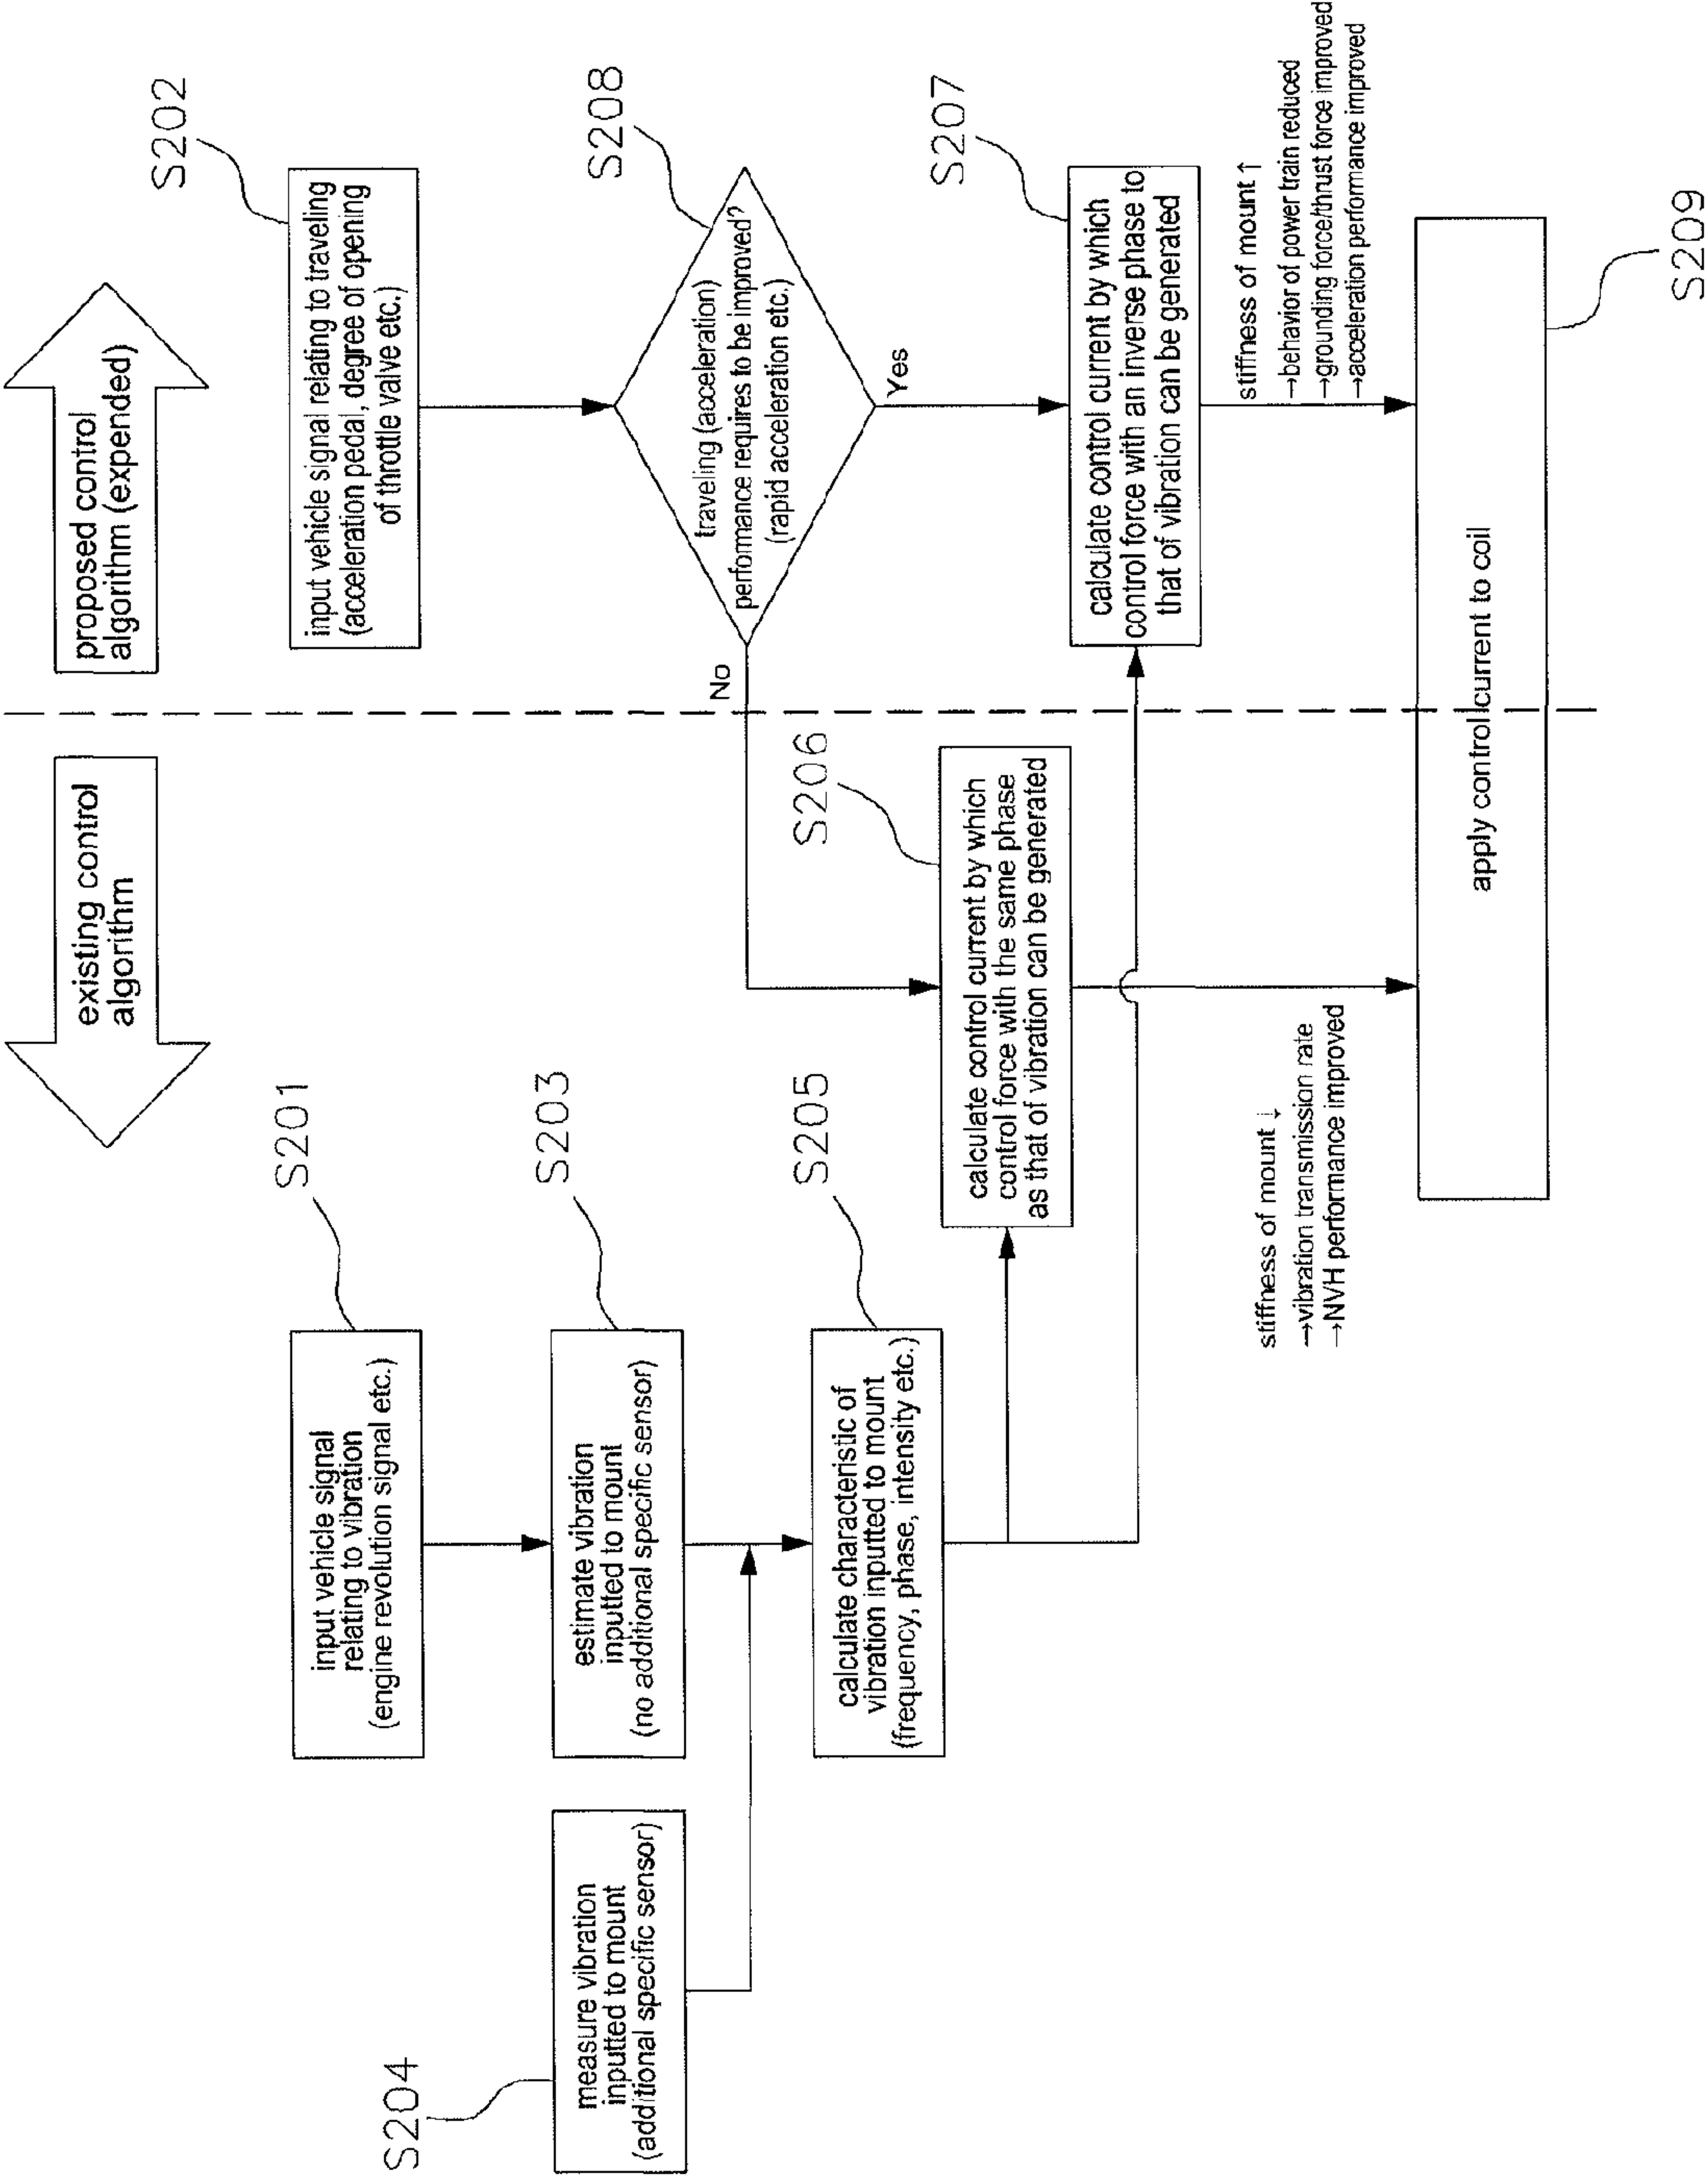 existing control
algorithm
proposed control
algorithm (expended)
S201
input vehicle signal
relating to vibration
(engine revolution signal etc.)
S202
input vehicle signal relating to traveling
(acceleration pedal, degree of opening
of throttle valve etc.)
S204
measure vibration
inputted to mount
(additional specific sensor)
S203
estimate vibration
inputted to mount
(no additional specific sensor)
S208
traveling (acceleration)
performance requires to be improved?
(rapid acceleration etc.)
No
Yes
S205
calculate characteristic of
vibration inputted to mount
(frequency, phase, intensity etc.)
S206
calculate control current by which
control force with the same phase
as that of vibration can be generated
S207
calculate control current by which
control force with an inverse phase to
that of vibration can be generated
stiffness of mount ↓
→vibration transmission rate
→NVH performance improved
stiffness of mount ↑
→behavior of power train reduced
→grounding force/thrust force improved
→acceleration performance improved
apply control current to coil
S209